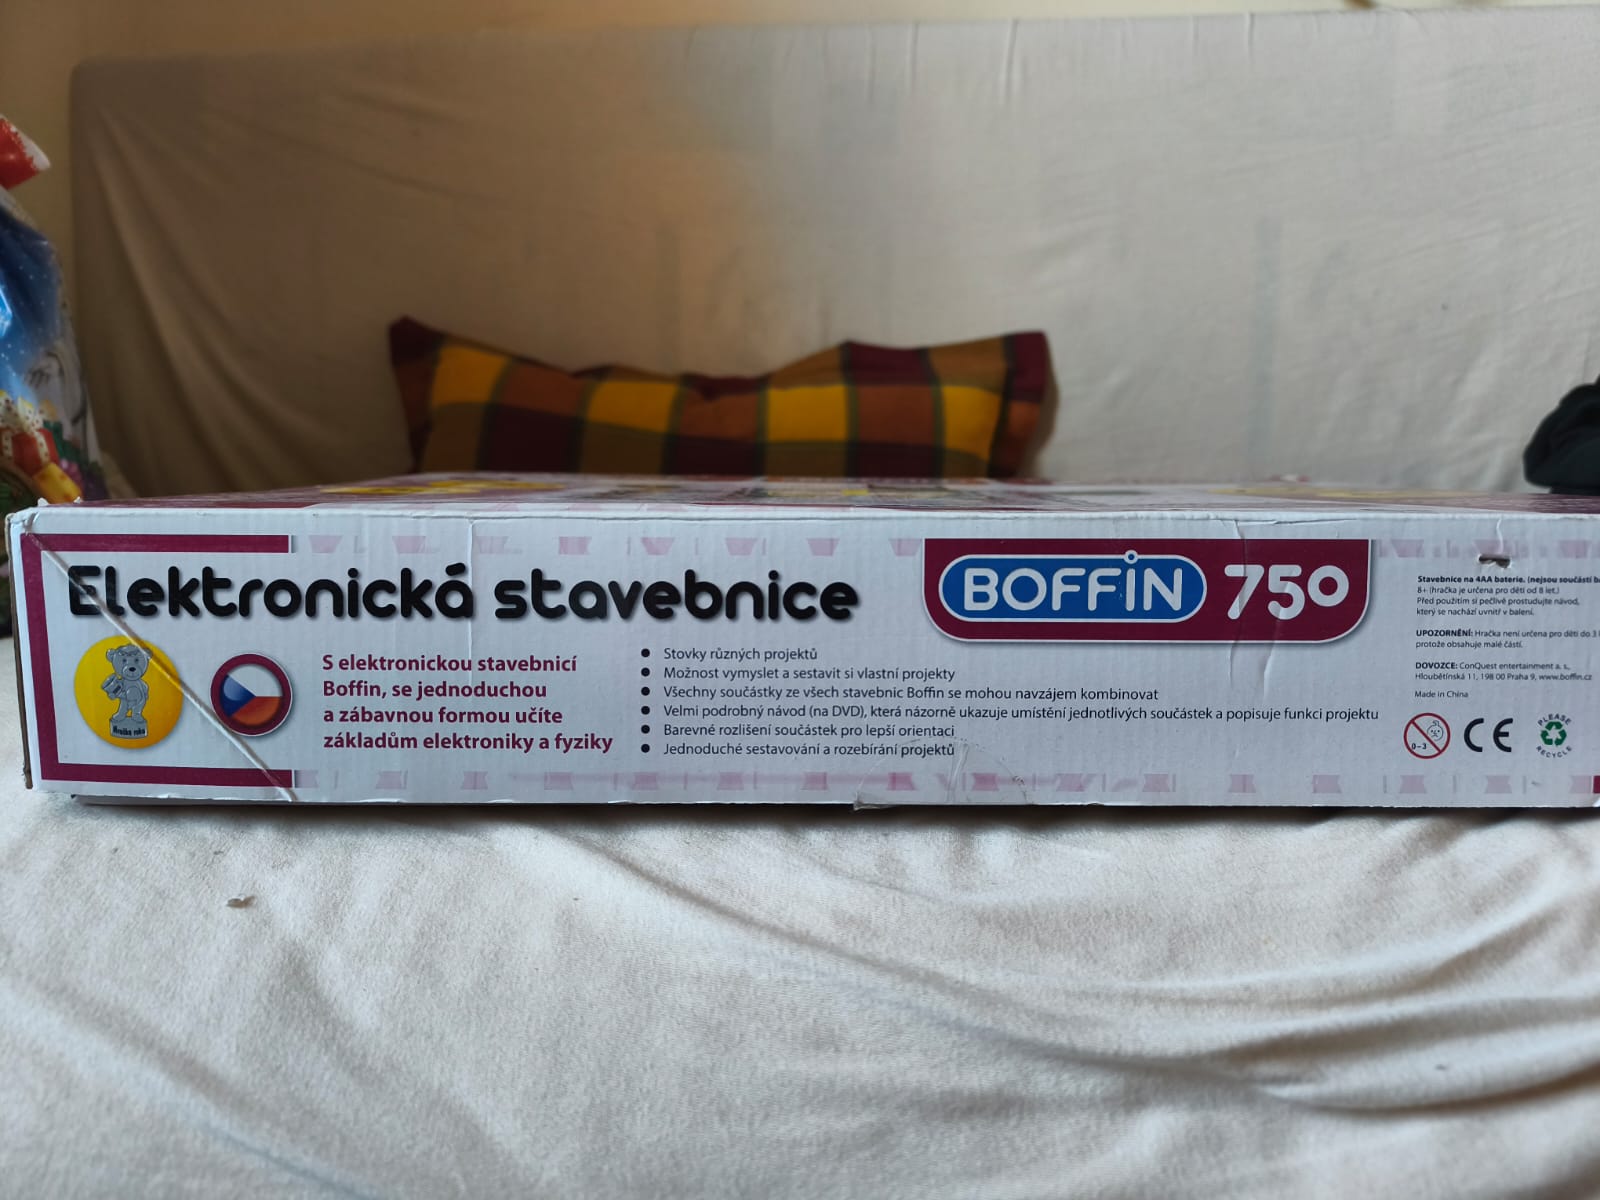 Elektronická stavebnice
BOFFIN 750
Hračka roku
S elektronickou stavebnicí
Boffin, se jednoduchou
a zábavnou formou učíte
základům elektroniky a fyziky
Stovky různých projektů
Možnost vymyslet a sestavit si vlastní projekty
Všechny součástky ze všech stavebnic Boffin se mohou navzájem kombinovat
Velmi podrobný návod (na DVD), která názorně ukazuje umístění jednotlivých součástek a popisuje funkci projektu
Barevné rozlišení součástek pro lepší orientaci
Jednoduché sestavování a rozebírání projektů
Stavebnice na 4AA baterie. (nejsou součástí
8+ (hračka je určena pro děti od 8 let.)
Před použitím si pečlivě prostudujte návod,
který se nachází uvnitř v balení.
UPOZORNĚNÍ: Hračka není určena pro děti do 3
protože obsahuje malé části.
DOVOZCE: ConQuest entertainment a. s.,
Hloubětínská 11, 198 00 Praha 9, www.boffin.cz
Made in China
0-3
CE
PLEASE
RECYCLE